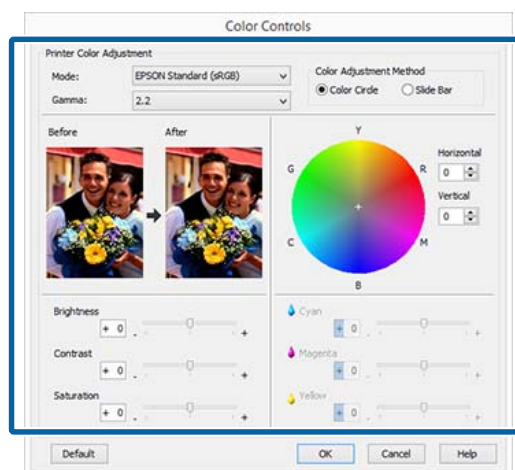 Color Controls
Printer Color Adjustment
Mode: EPSON Standard (sRGB)
Gamma: 2.2
Color Adjustment Method
Color Circle Slide Bar
Before After
Y
G R
C M
B
Horizontal
0
Vertical
0
Brightness
+ 0 - +
Contrast
+ 0 - +
Saturation
+ 0 - +
Cyan
+ 0 - +
Magenta
+ 0 - +
Yellow
+ 0 - +
Default OK Cancel Help